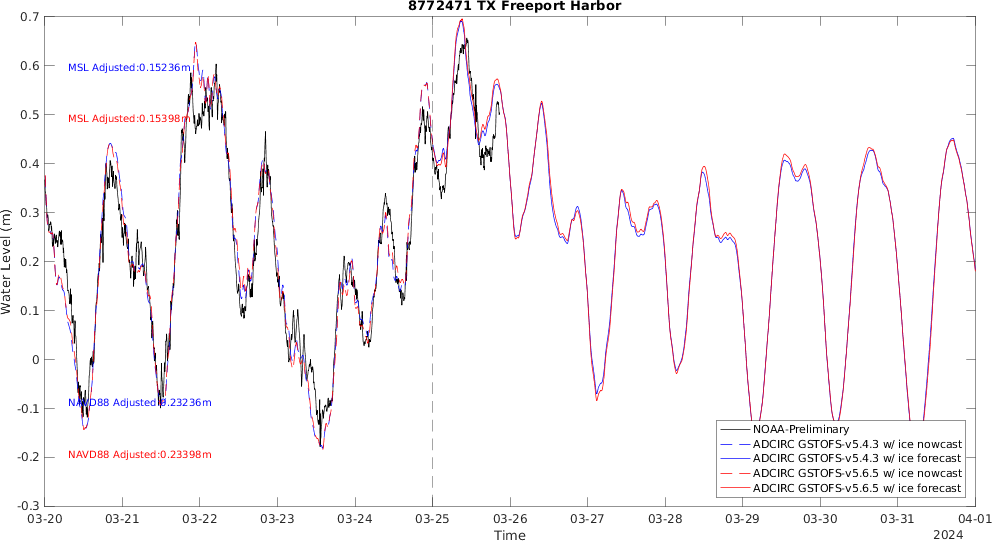 8772471 TX Freeport Harbor
0.7
0.6
0.5
0.4
0.3
0.2
0.1
0
-0.1
-0.2
-0.3
Water Level (m)
MSL Adjusted:0.15236m
MSL Adjusted:0.15398m
NAVD88 Adjusted:0.23236m
NAVD88 Adjusted:0.23398m
NOAA-Preliminary
ADCIRC GSTOFS-v5.4.3 w/ ice nowcast
ADCIRC GSTOFS-v5.4.3 w/ ice forecast
ADCIRC GSTOFS-v5.6.5 w/ ice nowcast
ADCIRC GSTOFS-v5.6.5 w/ ice forecast
03-20 03-21 03-22 03-23 03-24 03-25 03-26 03-27 03-28 03-29 03-30 03-31 04-01
Time
2024